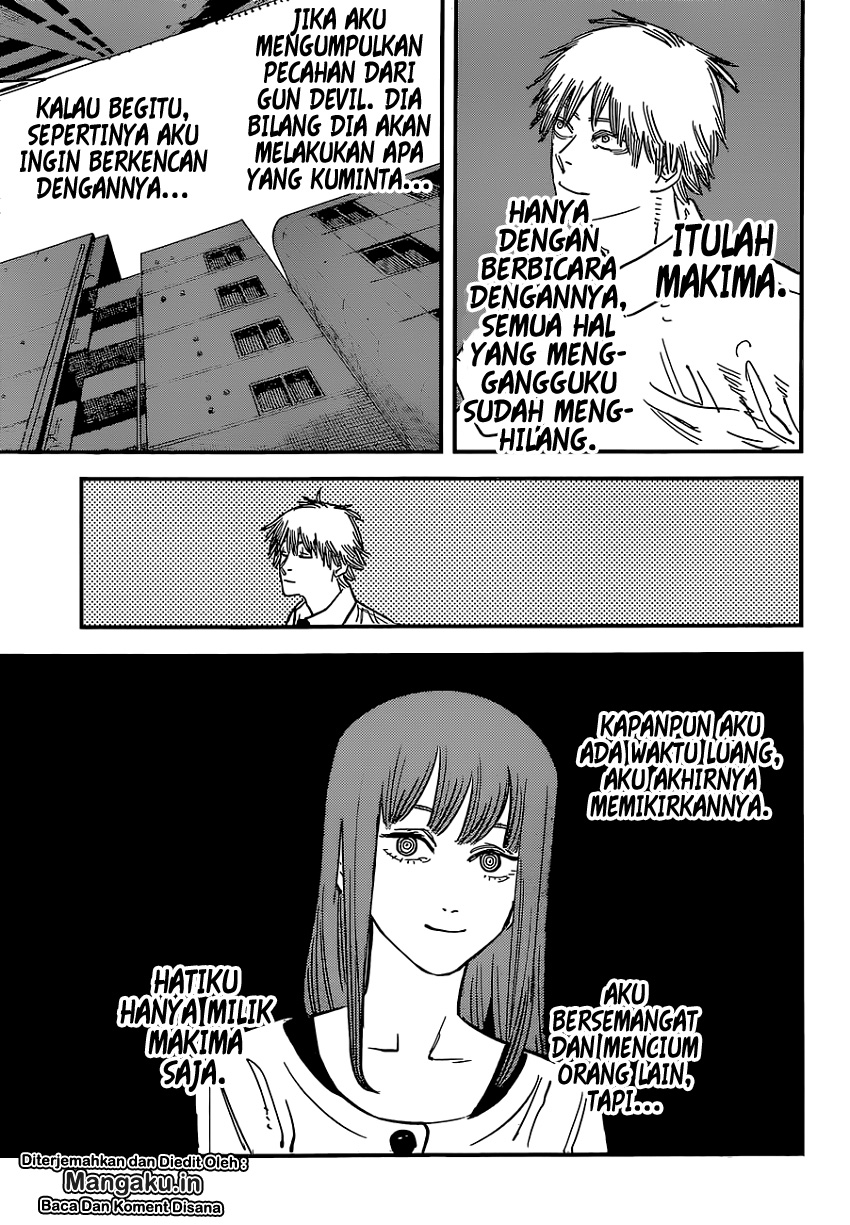 ITULAH
MAKIMA.
HANYA
DENGAN
BERBICARA
DENGANNYA,
SEMUA HAL
YANG MENG-
GANGGUKU
SUDAH MENG-
HILANG.
JIKA AKU
MENGUMPULKAN
PECAHAN DARI
GUN DEVIL. DIA
BILANG DIA AKAN
MELAKUKAN APA
YANG KUMINTA...
KALAU BEGITU,
SEPERTINYA AKU
INGIN BERKENCAN
DENGANNYA...
KAPANPUN AKU
ADA WAKTU LUANG,
AKU AKHIRNYA
MEMIKIRKANNYA.
AKU
BERSEMANGAT
DAN MENCIUM
ORANG LAIN,
TAPI...
HATIKU
HANYA MILIK
MAKIMA
SAJA.
Diterjemahkan dan Diedit Oleh :
Mangaku.in
Baca Dan Koment Disana